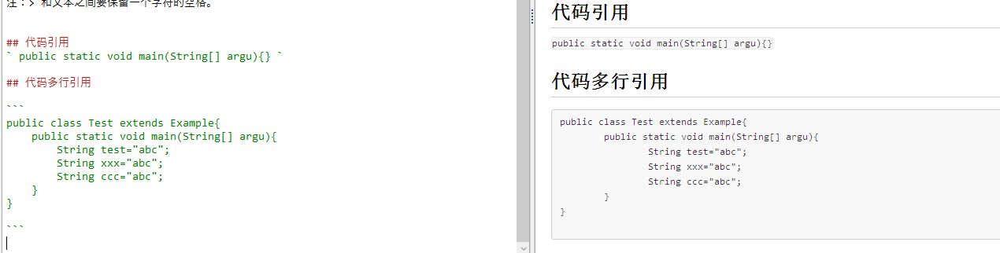 注：> 和文本之间要保留一个字符的空格。
## 代码引用
` public static void main(String[] argu){} `
## 代码多行引用
```
public class Test extends Example{
    public static void main(String[] argu){
        String test="abc";
        String xxx="abc";
        String ccc="abc";
    }
}
```
代码引用
public static void main(String[] argu){}
代码多行引用
public class Test extends Example{
        public static void main(String[] argu){
                String test="abc";
                String xxx="abc";
                String ccc="abc";
        }
}